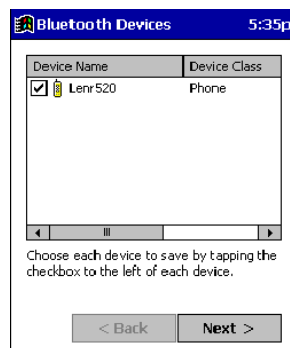 Bluetooth Devices 5:35p
Device Name Device Class
Lenr520 Phone
Choose each device to save by tapping the
checkbox to the left of each device.
< Back Next >